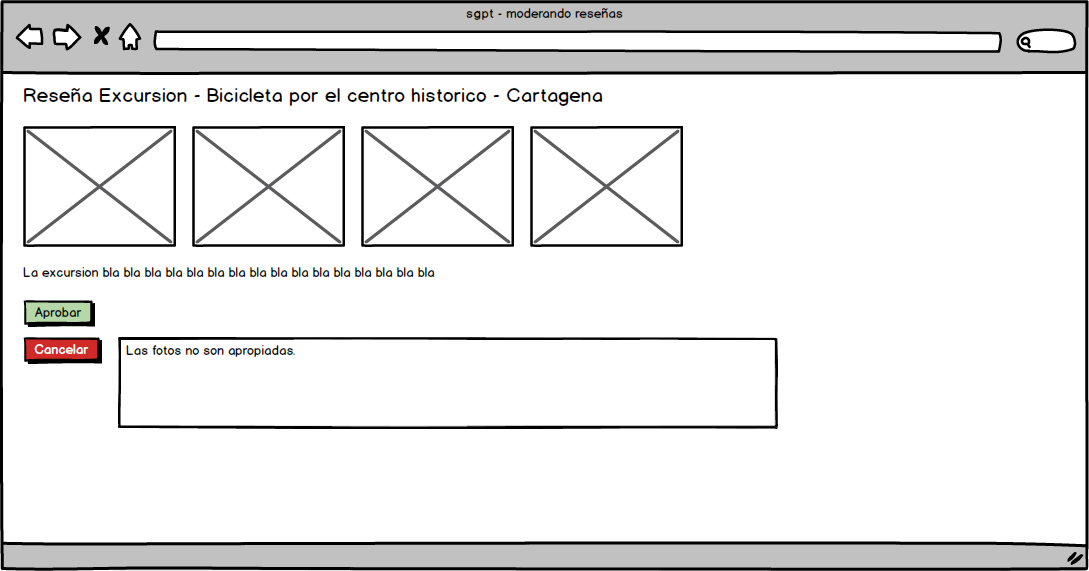 sgpt - moderando reseñas
Reseña Excursion - Bicicleta por el centro historico - Cartagena
La excursion bla bla bla bla bla bla bla bla bla bla bla bla bla bla bla bla
Aprobar
Cancelar
Las fotos no son apropiadas.